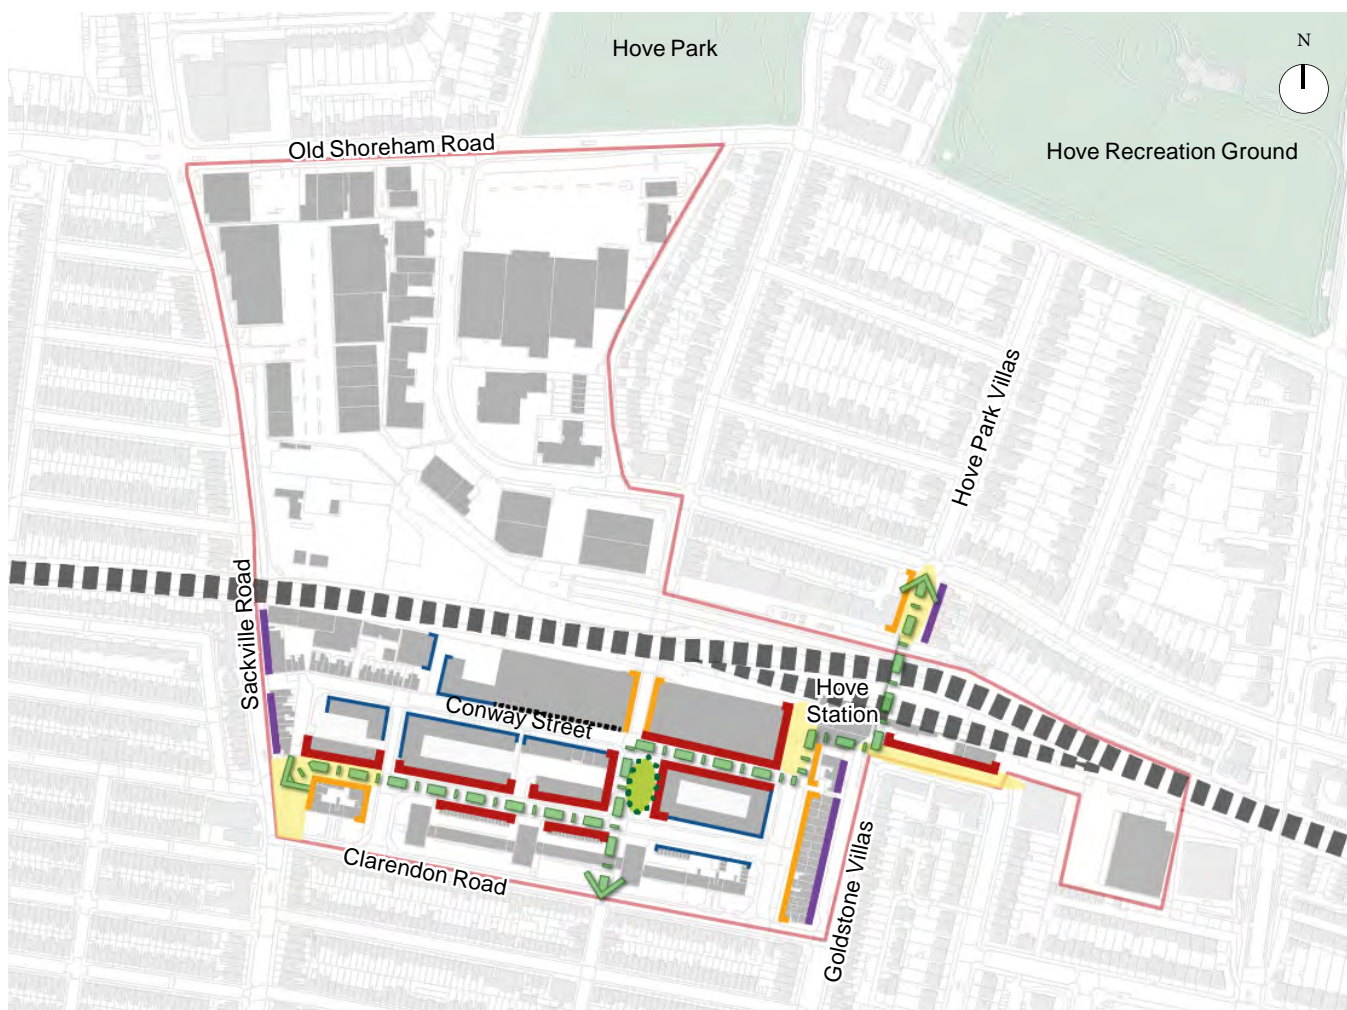 Hove Park
N
Old Shoreham Road
Hove Recreation Ground
Hove Park Villas
Sackville Road
Hove
Station
Conway Street
Clarendon Road
Goldstone Villas